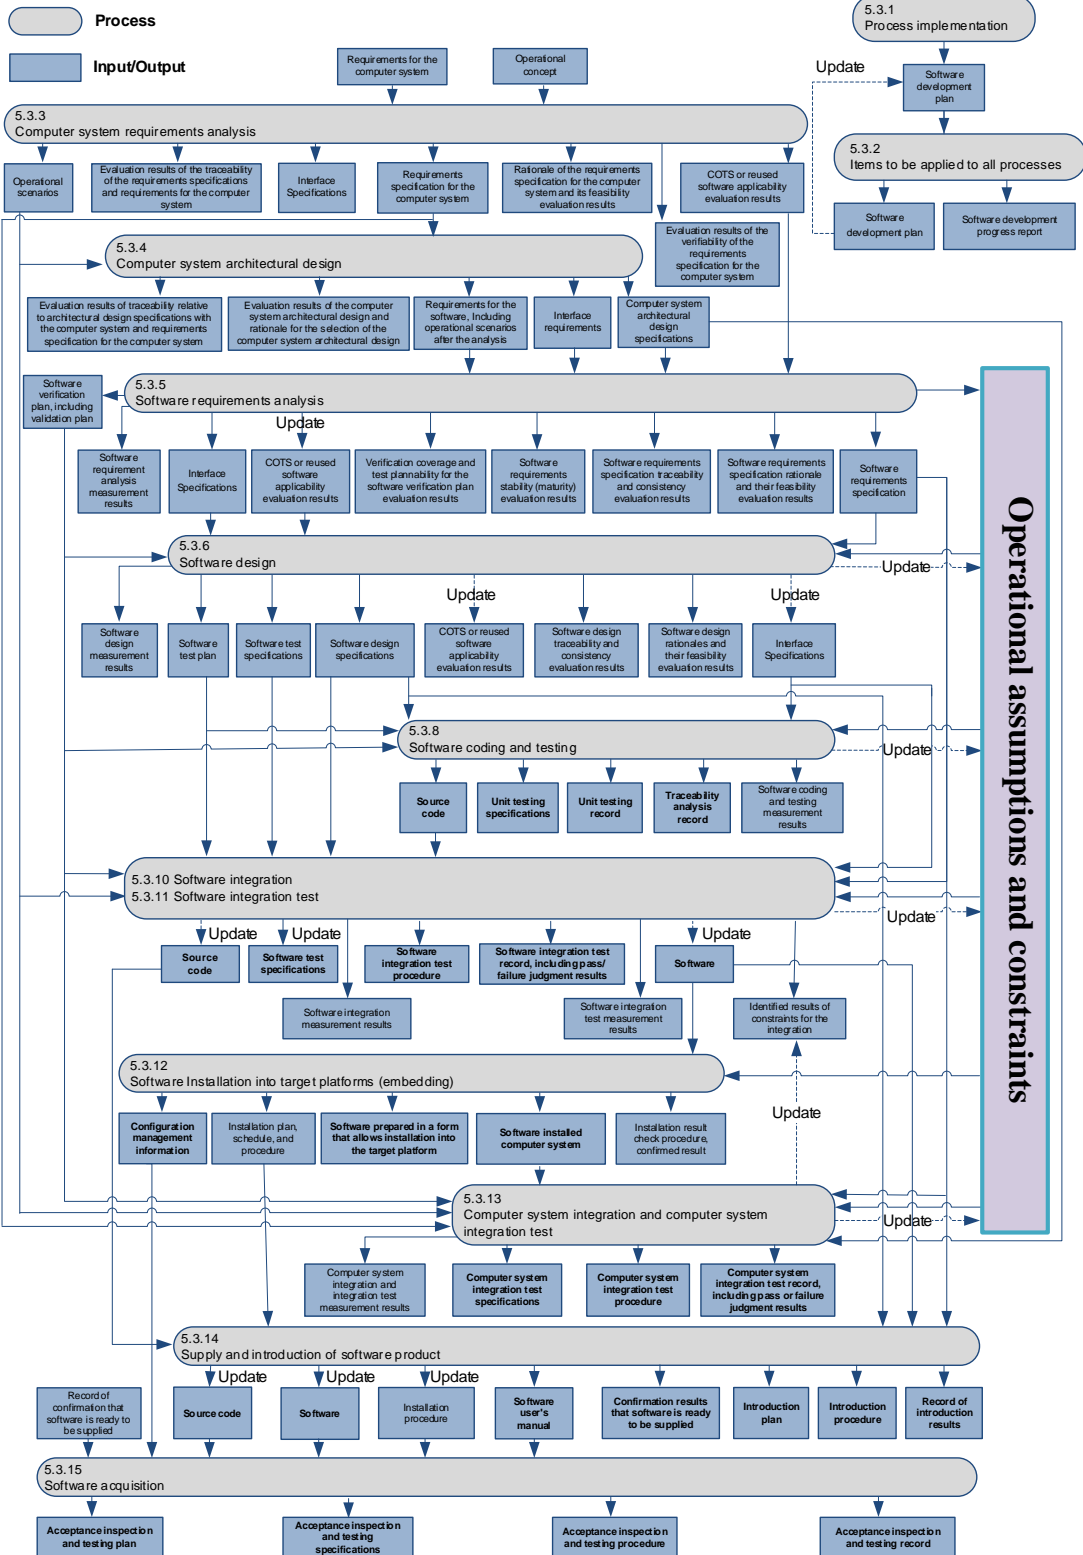 Process
Input/Output
5.3.1
Process implementation
Update
Software
development
plan
5.3.2
Items to be applied to all processes
Software
development plan
Software development
progress report
Requirements for the
computer system
Operational
concept
5.3.3
Computer system requirements analysis
Operational
scenarios
Evaluation results of the traceability
of the requirements specifications
and requirements for the computer
system
Interface
Specifications
Requirements
specification for the
computer system
Rationale of the requirements
specification for the computer
system and its feasibility
evaluation results
COTS or reused
software applicability
evaluation results
Evaluation results of the
verifiability of the
requirements
specification for the
computer system
5.3.4
Computer system architectural design
Evaluation results of traceability relative
to architectural design specifications with
the computer system and requirements
specification for the computer system
Evaluation results of the computer
system architectural design and
rationale for the selection of the
computer system architectural design
Requirements for the
software, Including
operational scenarios
after the analysis
Interface
requirements
Computer system
architectural
design
specifications
Software
verification
plan, including
validation plan
5.3.5
Software requirements analysis
Update
Software
requirement
analysis
measurement
results
Interface
Specifications
COTS or reused
software
applicability
evaluation results
Verification coverage and
test plannability for the
software verification plan
evaluation results
Software
requirements
stability (maturity)
evaluation results
Software requirements
specification traceability
and consistency
evaluation results
Software requirements
specification rationale
and their feasibility
evaluation results
Software
requirements
specification
Operational assumptions and constraints
5.3.6
Software design
Update
Update
Update
Software
design
measurement
results
Software
test plan
Software test
specifications
Software design
specifications
COTS or reused
software
applicability
evaluation results
Software design
traceability and
consistency
evaluation results
Software design
rationales and
their feasibility
evaluation results
Interface
Specifications
5.3.8
Software coding and testing
Update
Source
code
Unit testing
specifications
Unit testing
record
Traceability
analysis
record
Software coding
and testing
measurement
results
5.3.10 Software integration
5.3.11 Software integration test
Update
Update
Update
Update
Source
code
Software test
specifications
Software
integration test
procedure
Software integration test
record, including pass/
failure judgment results
Software
Software integration
measurement results
Software integration
test measurement
results
Identified results of
constraints for the
integration
5.3.12
Software Installation into target platforms (embedding)
Update
Configuration
management
information
Installation plan,
schedule, and
procedure
Software prepared in a form
that allows installation into
the target platform
Software installed
computer system
Installation result
check procedure,
confirmed result
5.3.13
Computer system integration and computer system
integration test
Update
Computer system
integration and
integration test
measurement results
Computer system
integration test
specifications
Computer system
integration test
procedure
Computer system
integration test record,
including pass or failure
judgment results
5.3.14
Supply and introduction of software product
Update
Update
Update
Record of
confirmation that
software is ready to
be supplied
Source code
Software
Installation
procedure
Software
user's
manual
Confirmation results
that software is ready
to be supplied
Introduction
plan
Introduction
procedure
Record of
introduction
results
5.3.15
Software acquisition
Acceptance inspection
and testing plan
Acceptance inspection
and testing
specifications
Acceptance inspection
and testing procedure
Acceptance inspection
and testing record